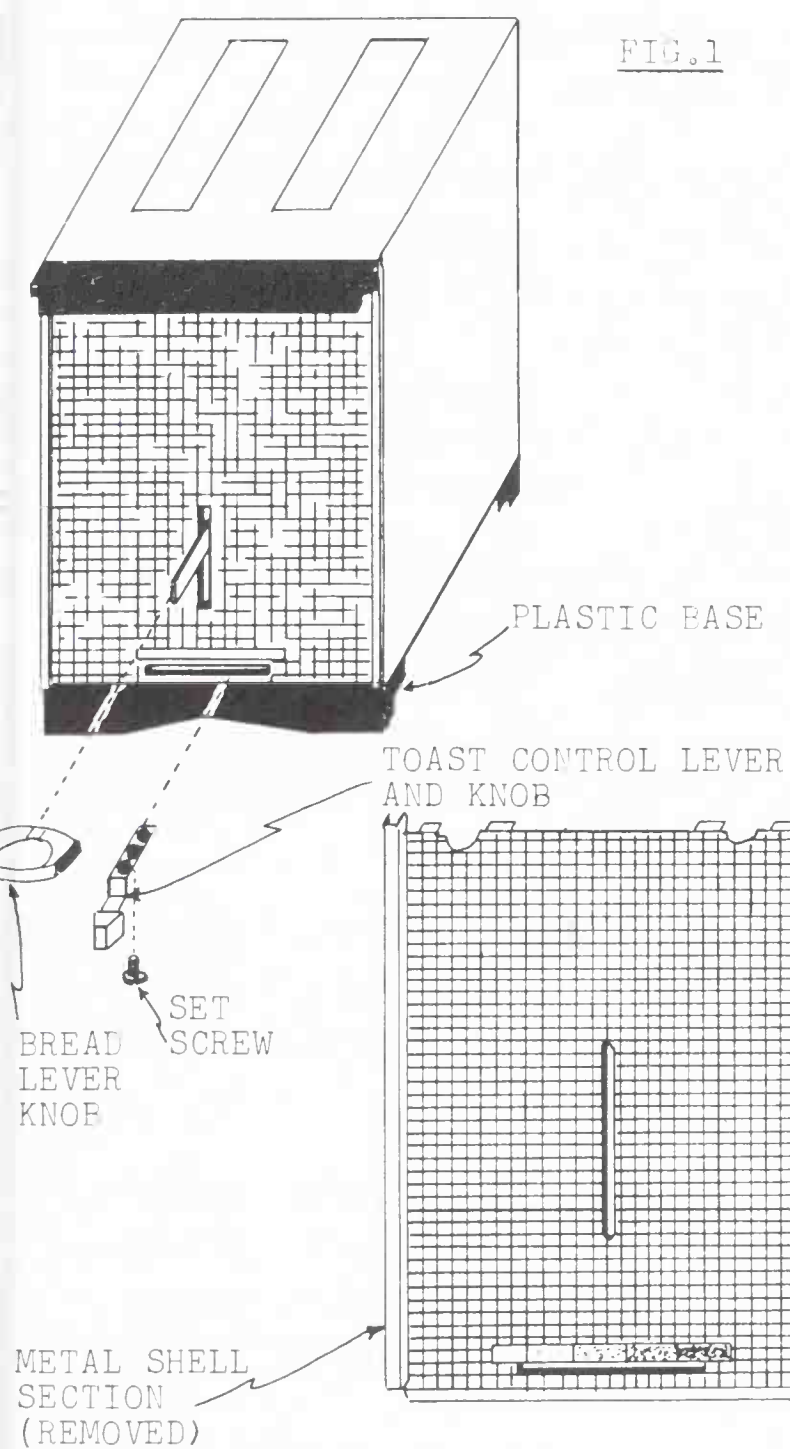 FIG.1
PLASTIC BASE
TOAST CONTROL LEVER
AND KNOB
SET
SCREW
BREAD
LEVER
KNOB
METAL SHELL
SECTION
(REMOVED)